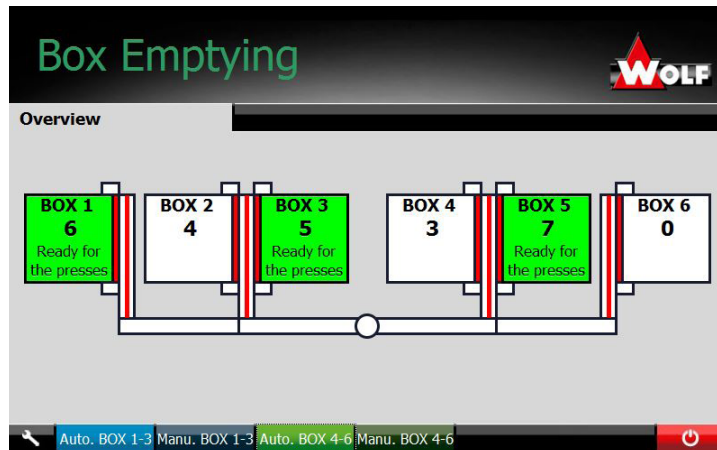 Box Emptying
WOLF
Overview
BOX 1
6
Ready for
the presses
BOX 2
4
BOX 3
5
Ready for
the presses
BOX 4
3
BOX 5
7
Ready for
the presses
BOX 6
0
Auto. BOX 1-3 Manu. BOX 1-3 Auto. BOX 4-6 Manu. BOX 4-6